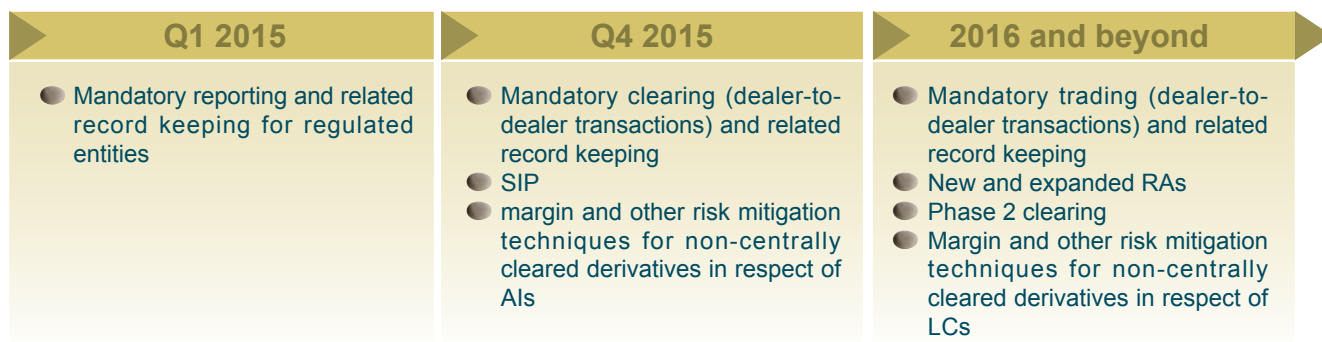 Q1 2015
Mandatory reporting and related
record keeping for regulated
entities
Q4 2015
Mandatory clearing (dealer-to-
dealer transactions) and related
record keeping
SIP
margin and other risk mitigation
techniques for non-centrally
cleared derivatives in respect of
AIs
2016 and beyond
Mandatory trading (dealer-to-
dealer transactions) and related
record keeping
New and expanded RAs
Phase 2 clearing
Margin and other risk mitigation
techniques for non-centrally
cleared derivatives in respect of
LCs